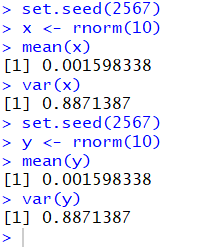 > set.seed(2567)
> x <- rnorm(10)
> mean(x)
[1] 0.001598338
> var(x)
[1] 0.8871387
> set.seed(2567)
> y <- rnorm(10)
> mean(y)
[1] 0.001598338
> var(y)
[1] 0.8871387
>